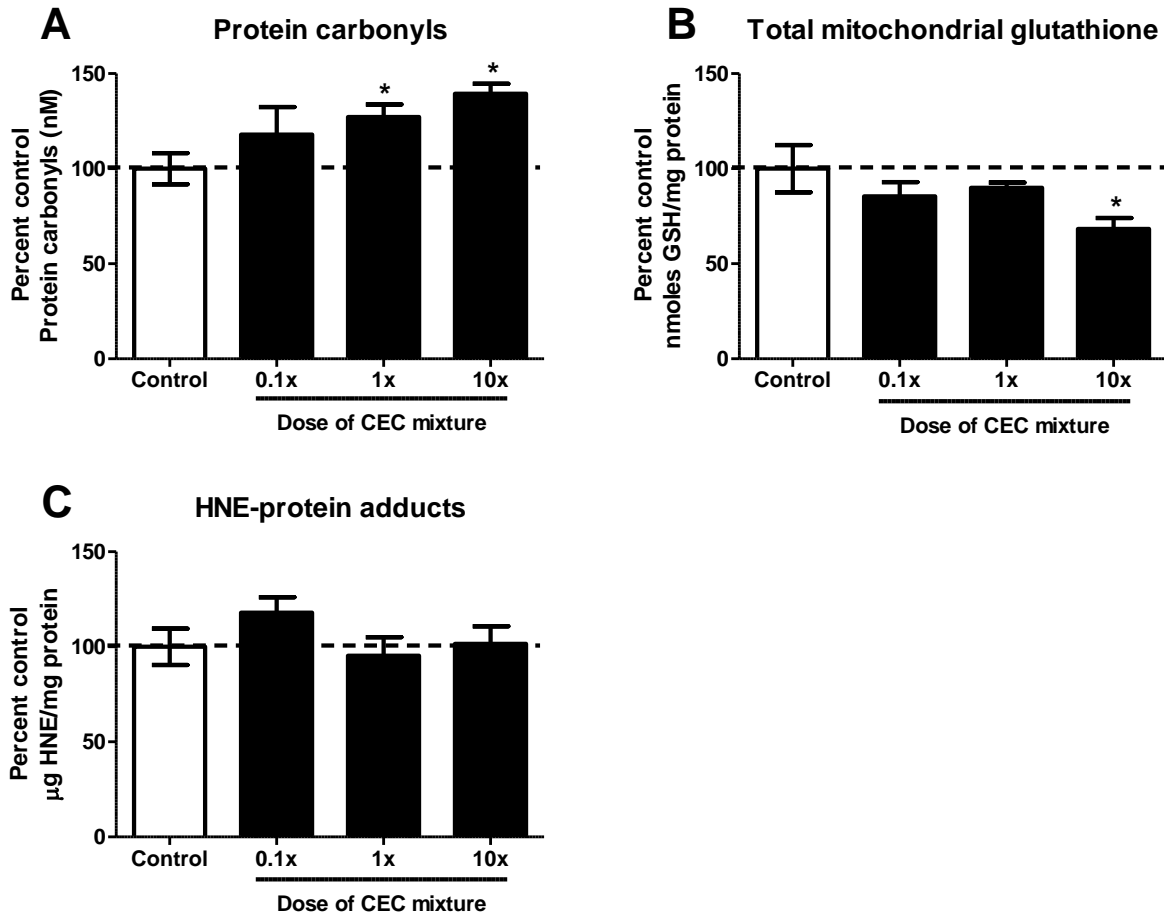 A
Protein carbonyls
Percent control
Protein carbonyls (nM)
150
100
50
0
*
*
Control
0.1x
1x
10x
Dose of CEC mixture
B
Total mitochondrial glutathione
Percent control
nmoles GSH/mg protein
150
100
50
0
*
Control
0.1x
1x
10x
Dose of CEC mixture
C
HNE-protein adducts
Percent control
μg HNE/mg protein
150
100
50
0
Control
0.1x
1x
10x
Dose of CEC mixture